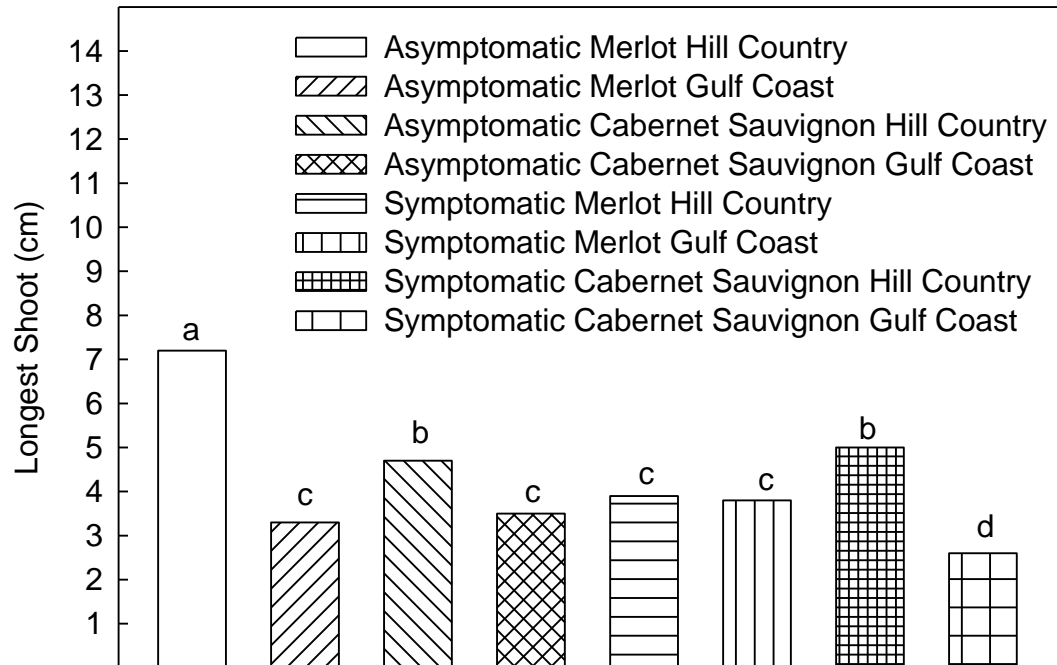 14
13
12
11
10
9
8
7
6
5
4
3
2
1
Longest Shoot (cm)
Asymptomatic Merlot Hill Country
Asymptomatic Merlot Gulf Coast
Asymptomatic Cabernet Sauvignon Hill Country
Asymptomatic Cabernet Sauvignon Gulf Coast
Symptomatic Merlot Hill Country
Symptomatic Merlot Gulf Coast
Symptomatic Cabernet Sauvignon Hill Country
Symptomatic Cabernet Sauvignon Gulf Coast
a
c
b
c
c
c
b
d